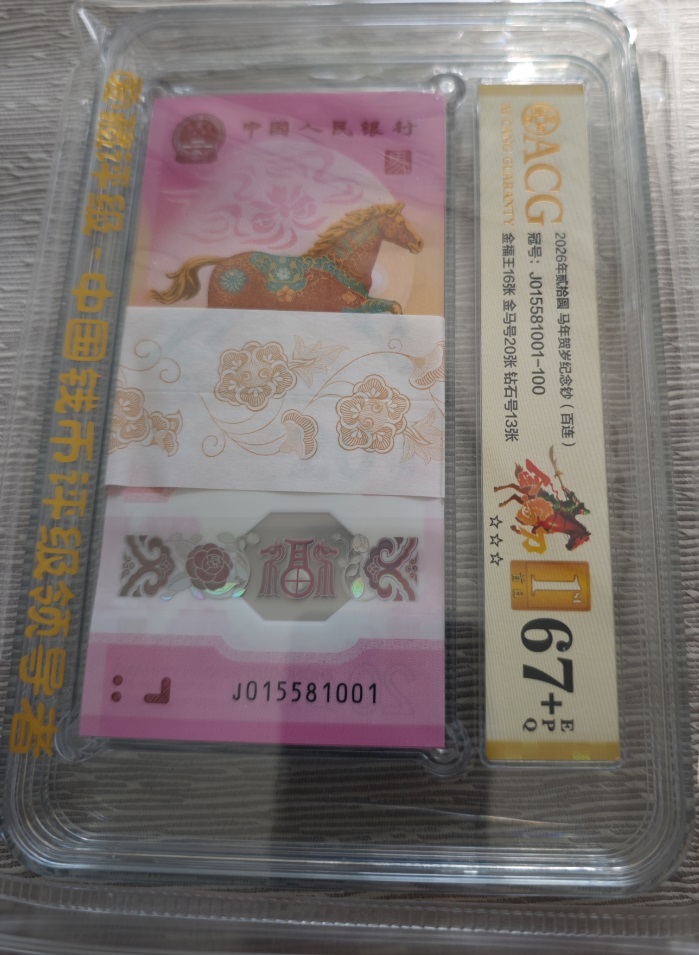 中国人民银行
J015581001
ACG
AI CANG GUARANTY
2026年贰拾圆 马年贺岁纪念钞（百连）
冠号：J015581001-100
金福王16张 金马号20张 钻石号13张
☆☆☆
1st
67+
EPQ
评级-中国钱币评级领导者